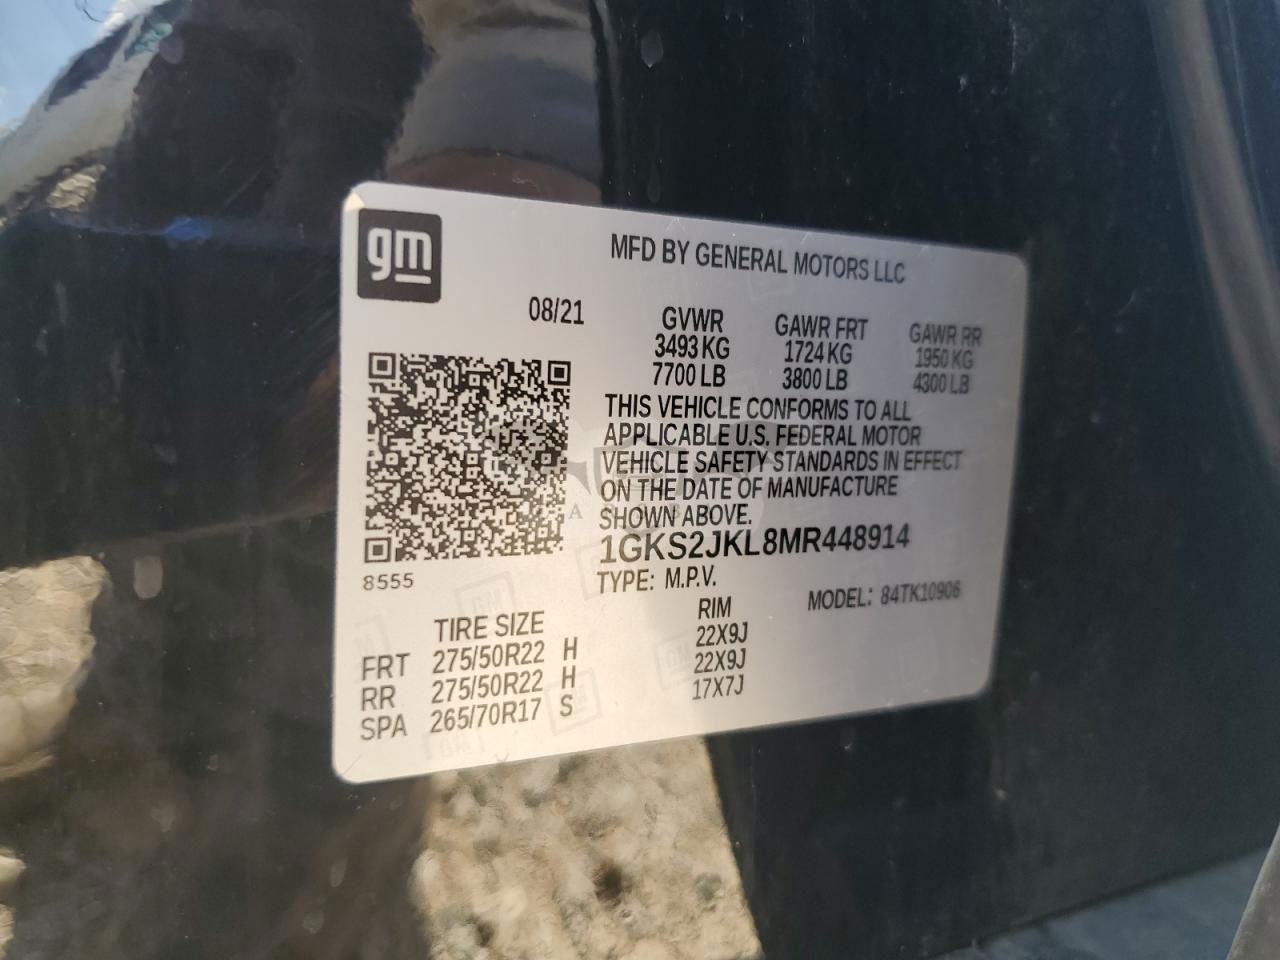 gm
MFD BY GENERAL MOTORS LLC
08/21
GVWR GAWR FRT GAWR RR
3493 KG 1724 KG 1950 KG
7700 LB 3800 LB 4300 LB
THIS VEHICLE CONFORMS TO ALL
APPLICABLE U.S. FEDERAL MOTOR
VEHICLE SAFETY STANDARDS IN EFFECT
ON THE DATE OF MANUFACTURE
SHOWN ABOVE.
1GKS2JKL8MR448914
8555
TYPE: M.P.V.
MODEL: 84TK10906
TIRE SIZE RIM
FRT 275/50R22 H 22X9J
RR 275/50R22 H 22X9J
SPA 265/70R17 S 17X7J